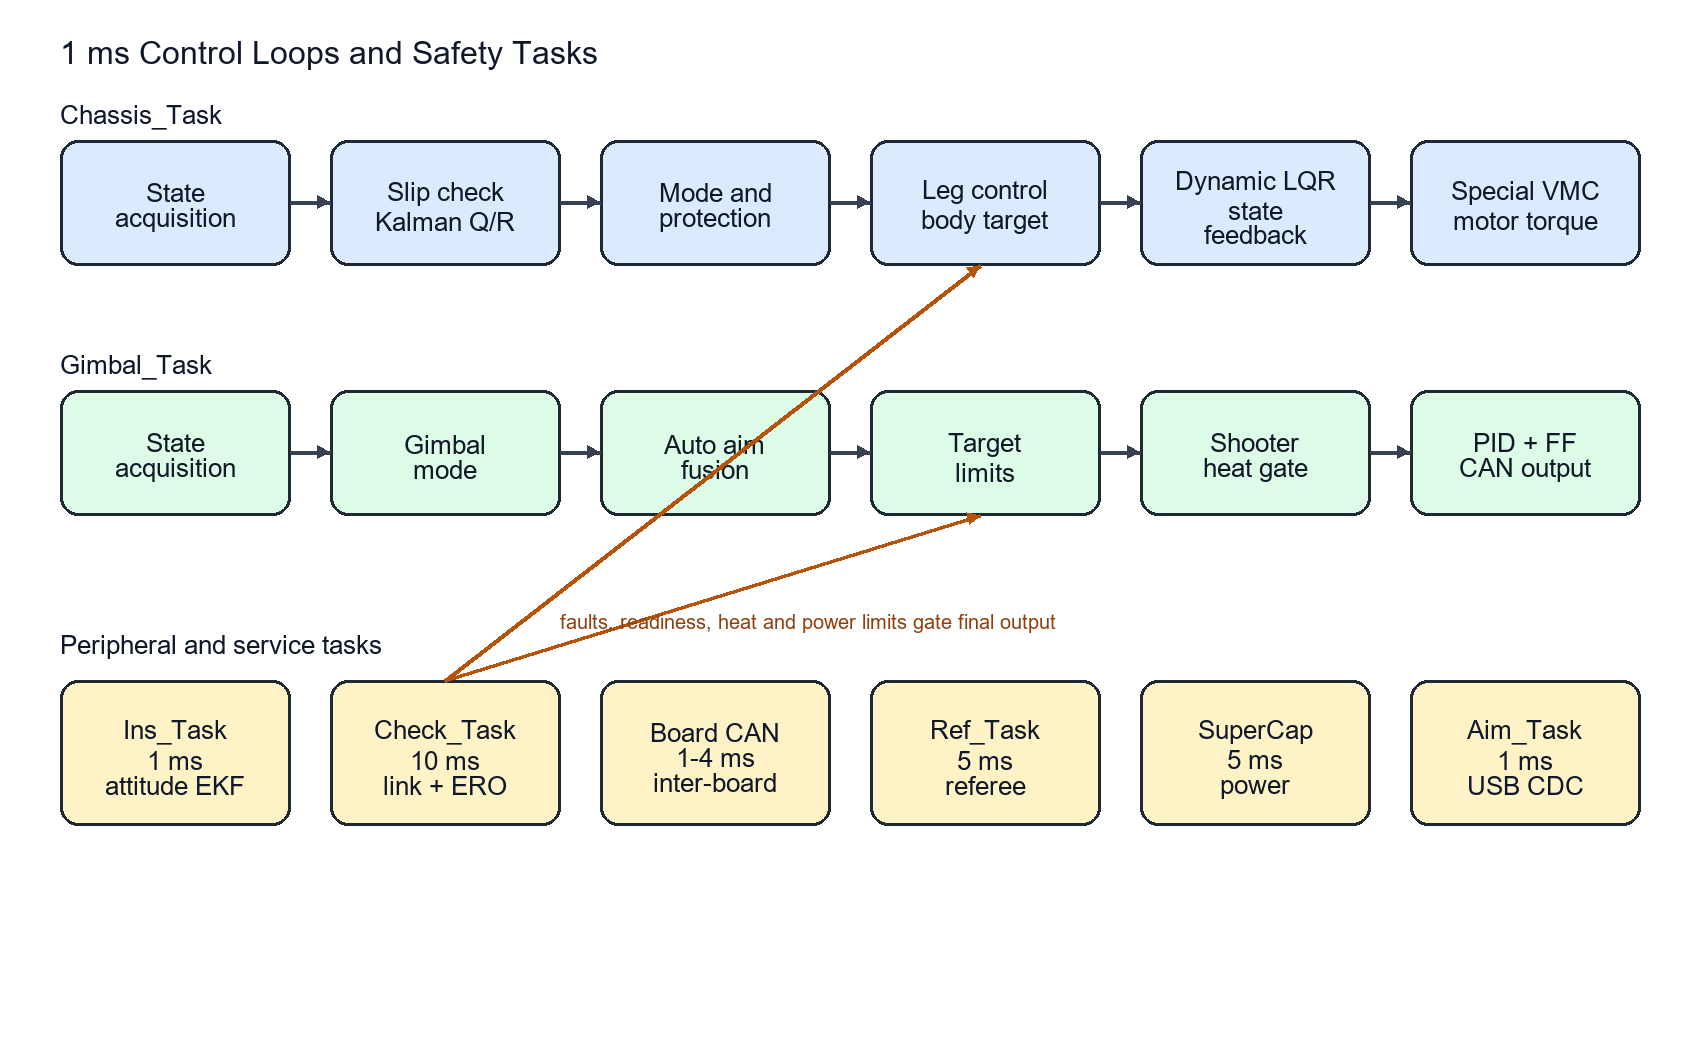 1 ms Control Loops and Safety Tasks
Chassis_Task
State
acquisition
Slip check
Kalman Q/R
Mode and
protection
Leg control
body target
Dynamic LQR
state
feedback
Special VMC
motor torque
Gimbal_Task
State
acquisition
Gimbal
mode
Auto aim
fusion
Target
limits
Shooter
heat gate
PID + FF
CAN output
faults, readiness, heat and power limits gate final output
Peripheral and service tasks
Ins_Task
1 ms
attitude EKF
Check_Task
10 ms
link + ERO
Board CAN
1-4 ms
inter-board
Ref_Task
5 ms
referee
SuperCap
5 ms
power
Aim_Task
1 ms
USB CDC